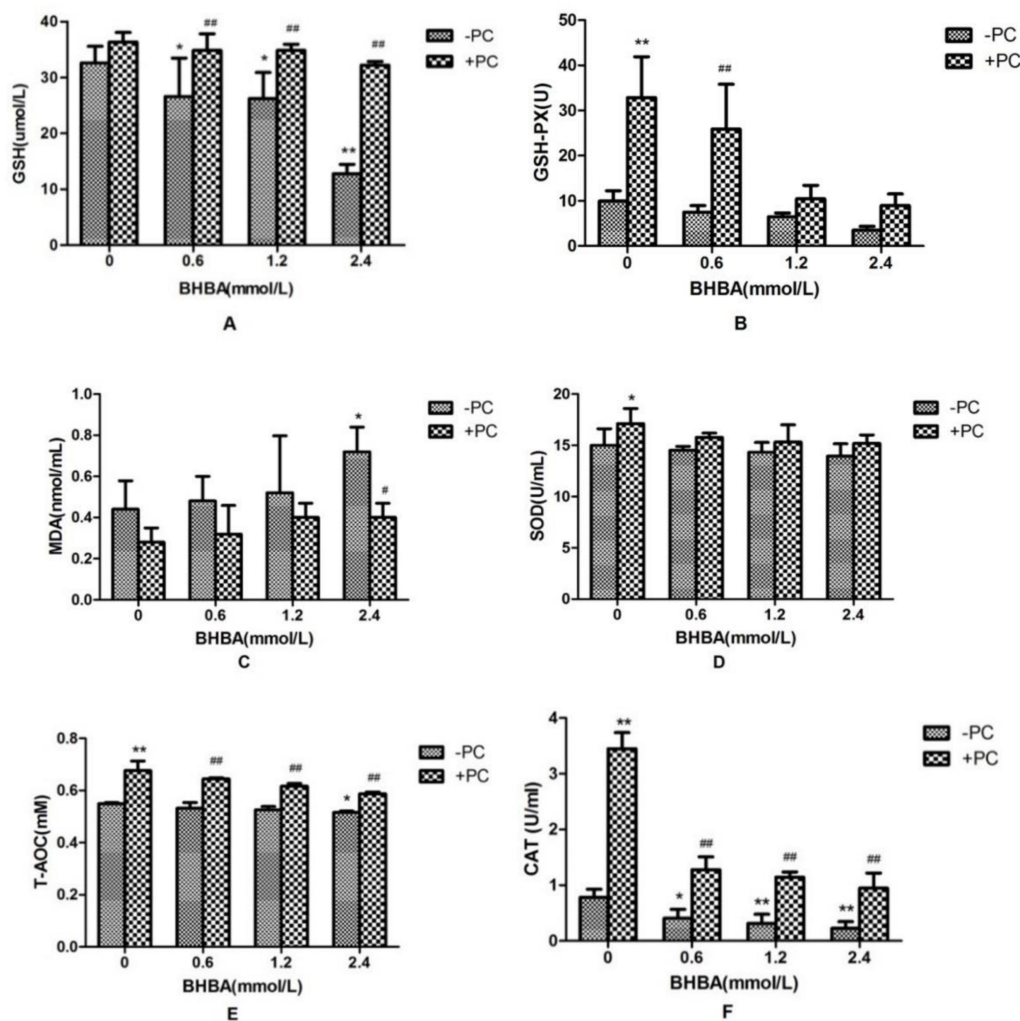 GSH(umol/L)
40
30
20
10
0
* ## * ## ** ##
0 0.6 1.2 2.4
BHBA(mmol/L)
-PC
+PC
A
GSH-PX(U)
50
40
30
20
10
0
** ##
0 0.6 1.2 2.4
BHBA(mmol/L)
-PC
+PC
B
MDA(nmol/mL)
1.0
0.8
0.6
0.4
0.2
0.0
* #
0 0.6 1.2 2.4
BHBA(mmol/L)
-PC
+PC
C
SOD(U/mL)
20
15
10
5
0
*
0 0.6 1.2 2.4
BHBA(mmol/L)
-PC
+PC
D
T-AOC(mM)
0.8
0.6
0.4
0.2
0.0
** ## ## * ##
0 0.6 1.2 2.4
BHBA(mmol/L)
-PC
+PC
E
CAT (U/ml)
4
3
2
1
0
** * ## ** ## ** ##
0 0.6 1.2 2.4
BHBA(mmol/L)
-PC
+PC
F